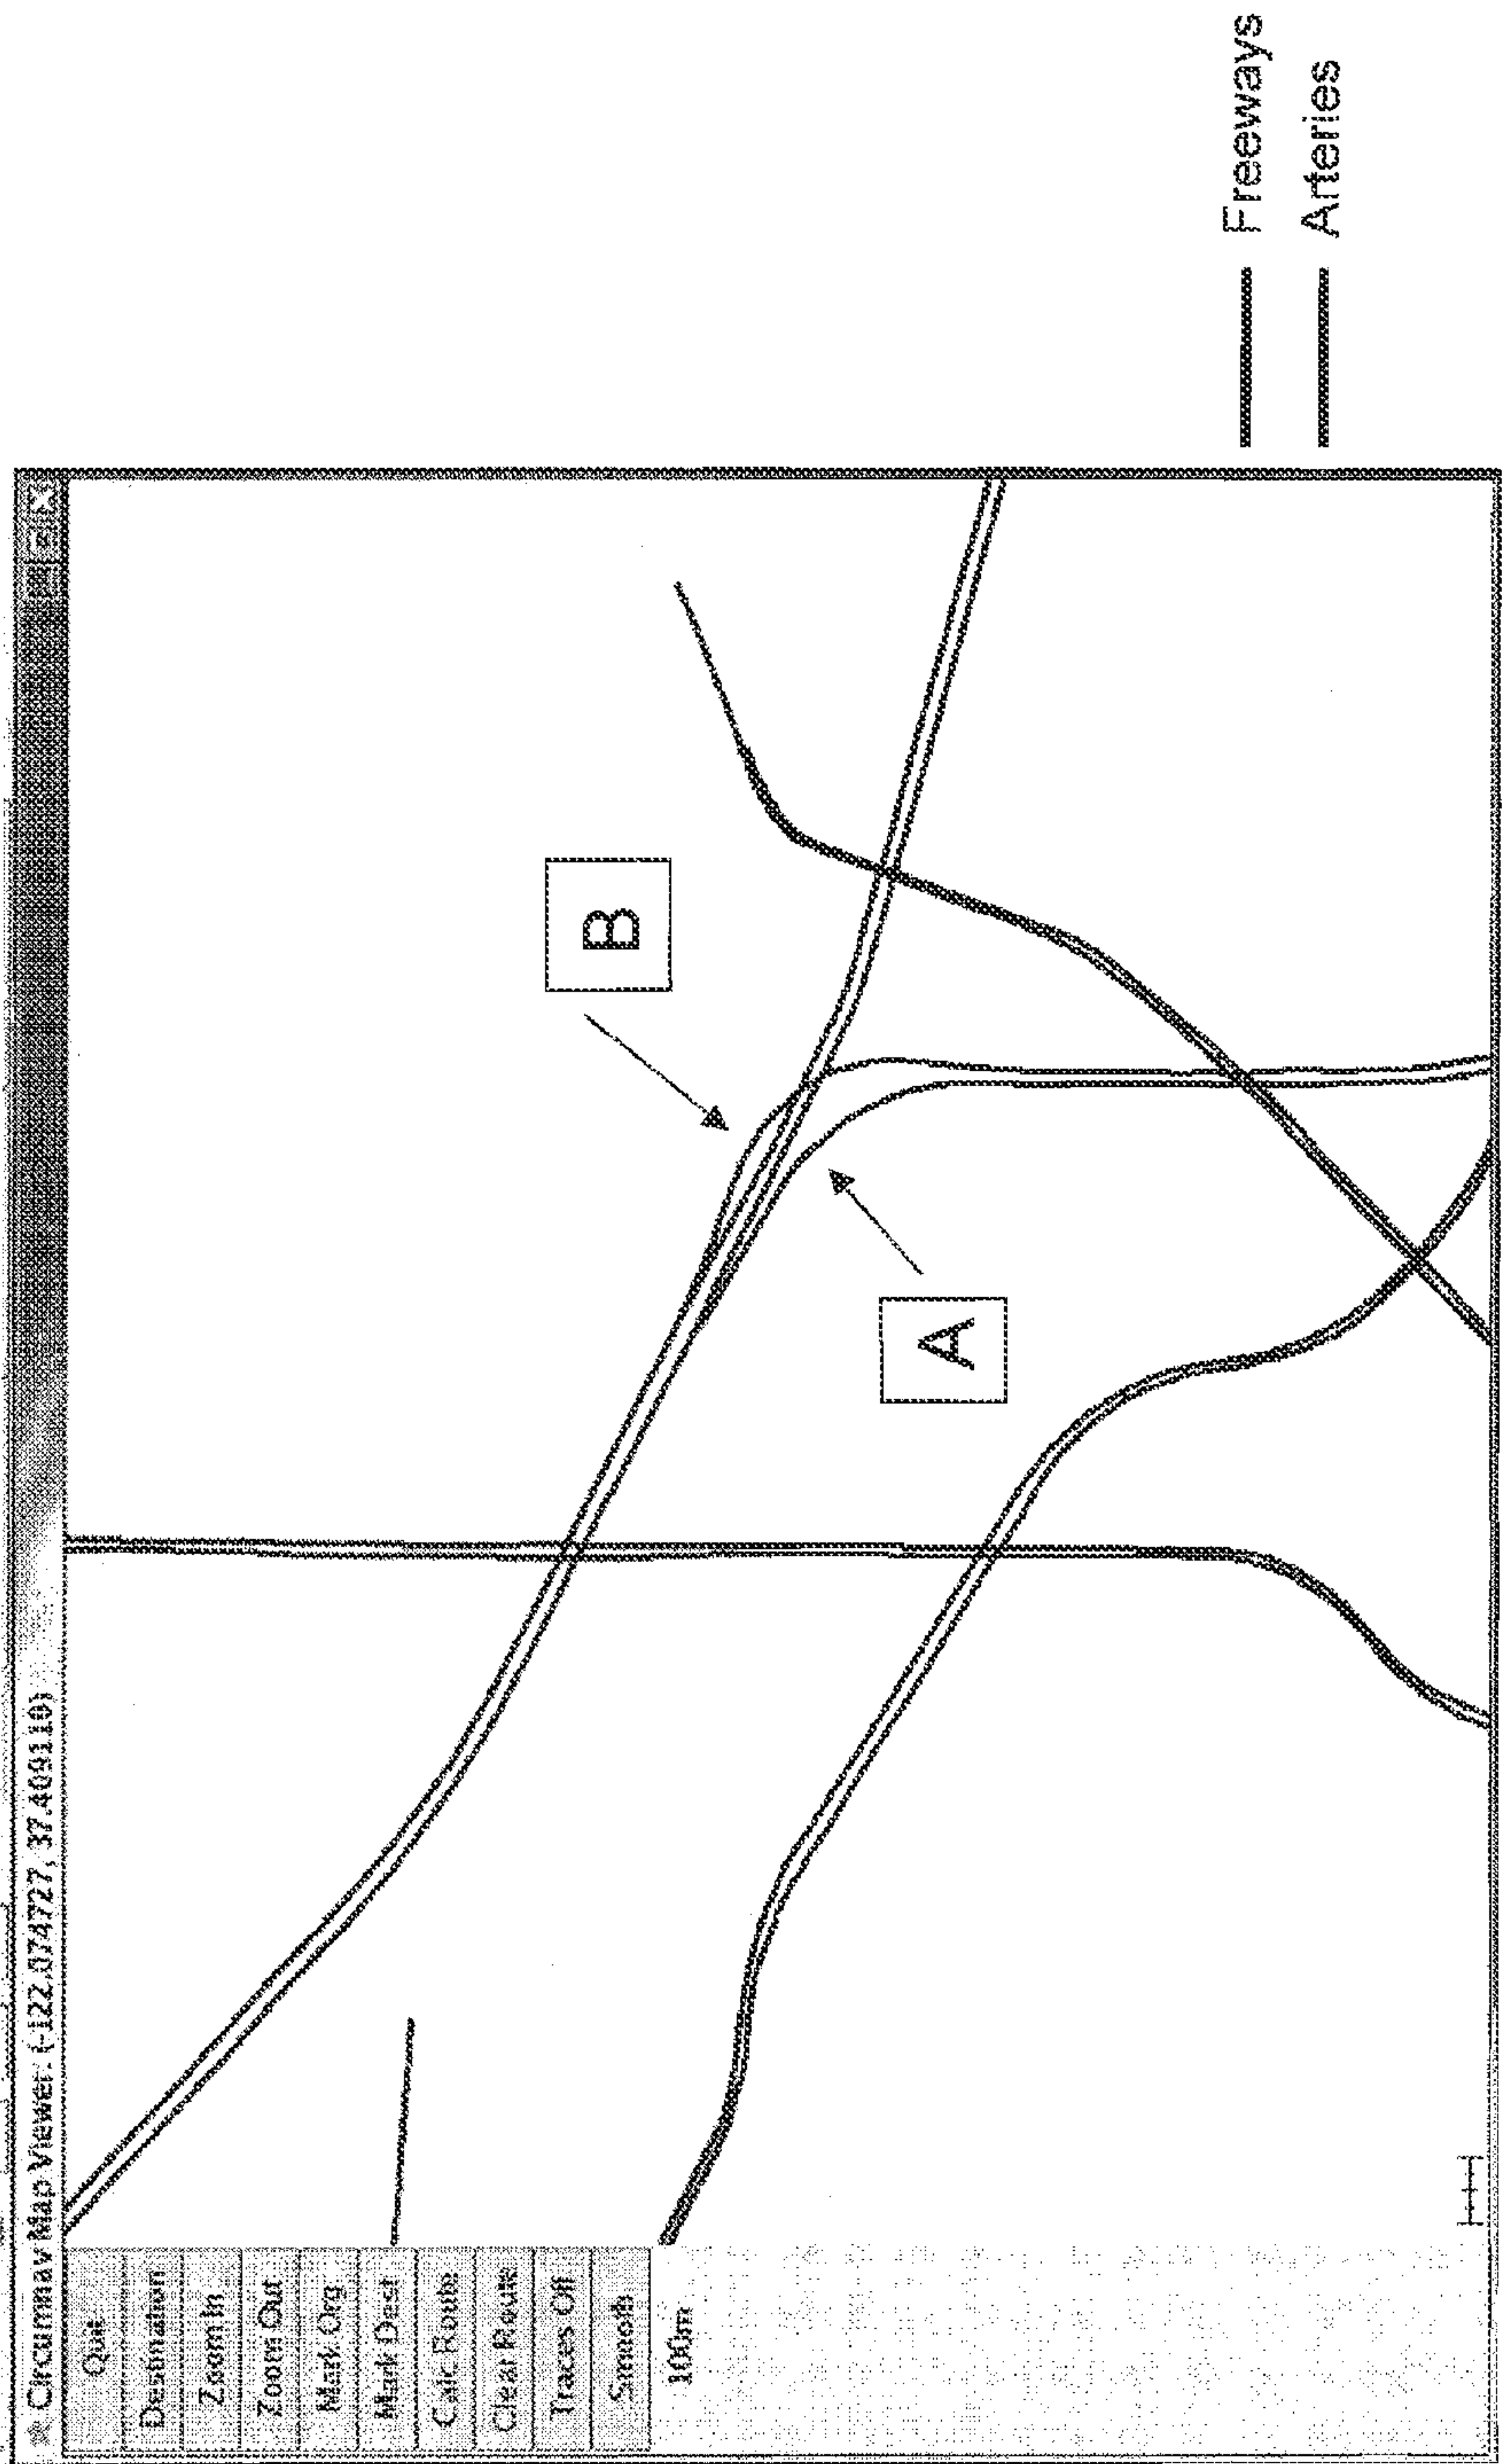 Circumnav Map Viewer: (-122.074727, 37.409110)
Quit
Destination
Zoom In
Zoom Out
Mark Org
Mark Dest
Calc Route
Clear Route
Traces Off
Smooth
100m
B
A
Freeways
Arteries